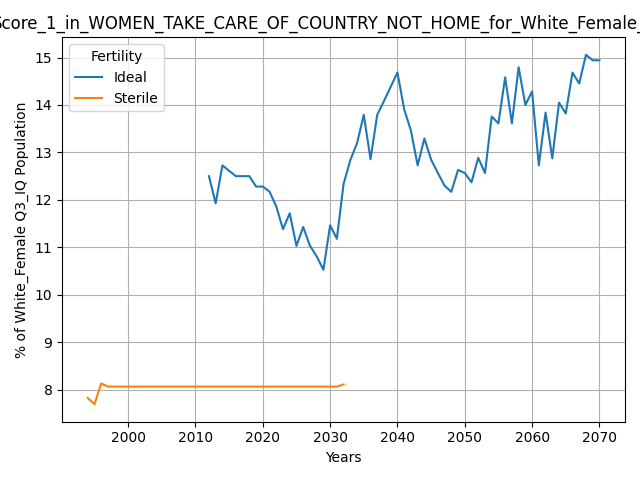 Score_1_in_WOMEN_TAKE_CARE_OF_COUNTRY_NOT_HOME_for_White_Female_
Fertility
Ideal
Sterile
% of White_Female Q3_IQ Population
15
14
13
12
11
10
9
8
2000 2010 2020 2030 2040 2050 2060 2070
Years